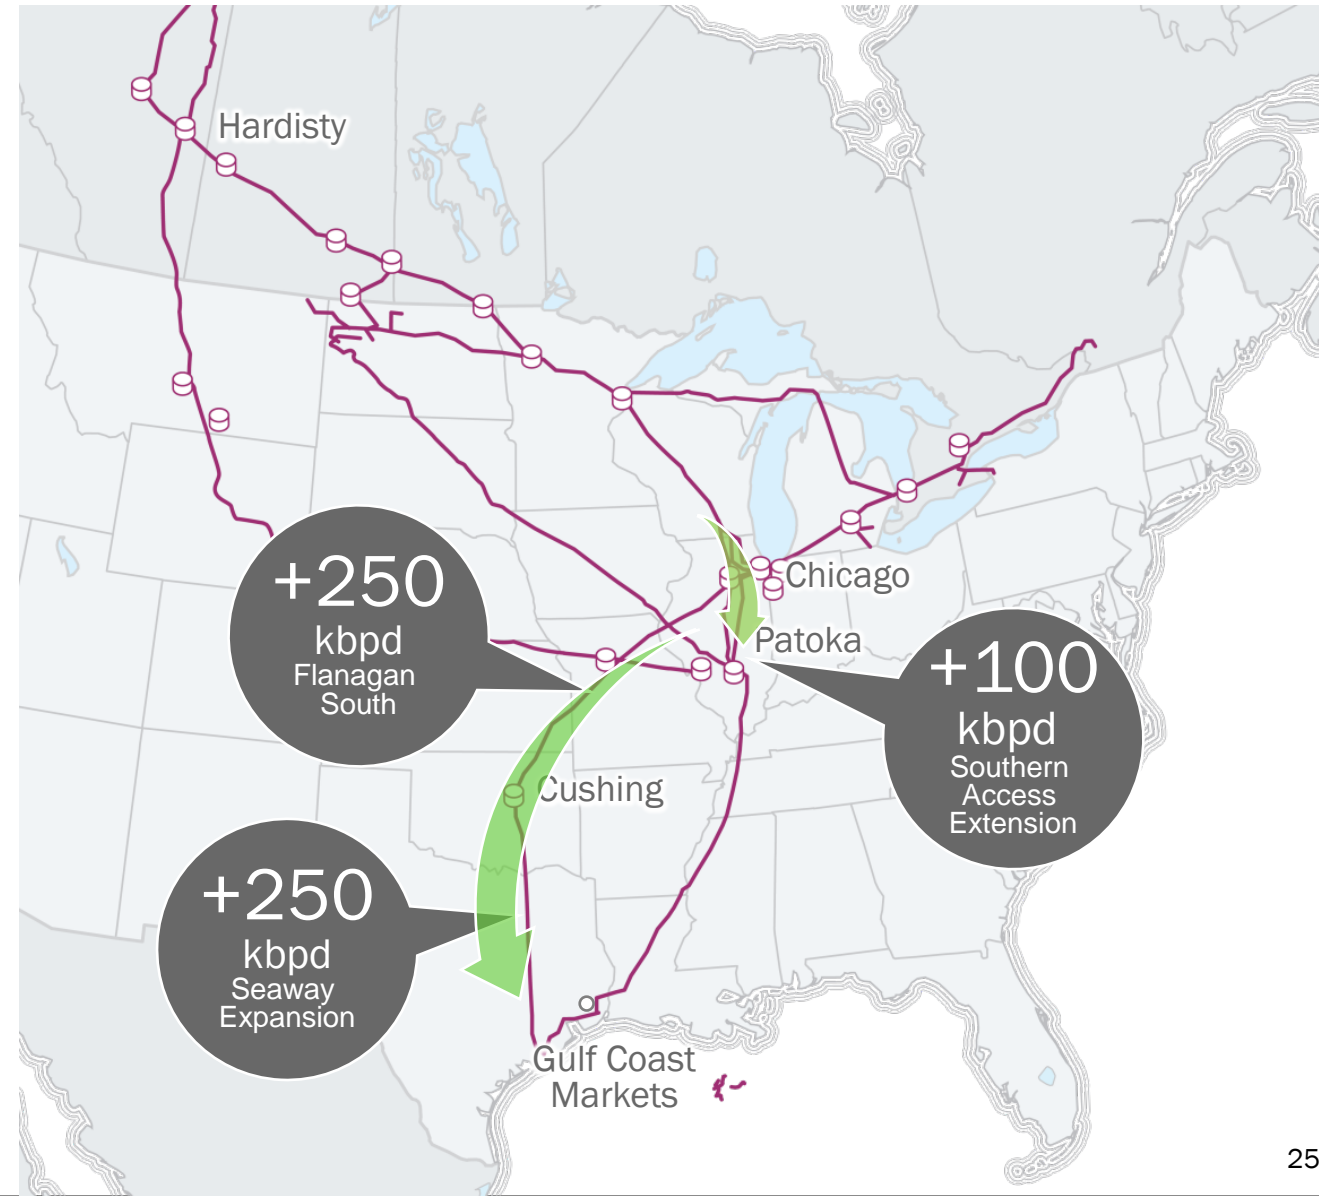 Hardisty
+250
kbpd
Flanagan
South
Chicago
Patoka
+100
kbpd
Southern
Access
Extension
Cushing
+250
kbpd
Seaway
Expansion
Gulf Coast
Markets
25